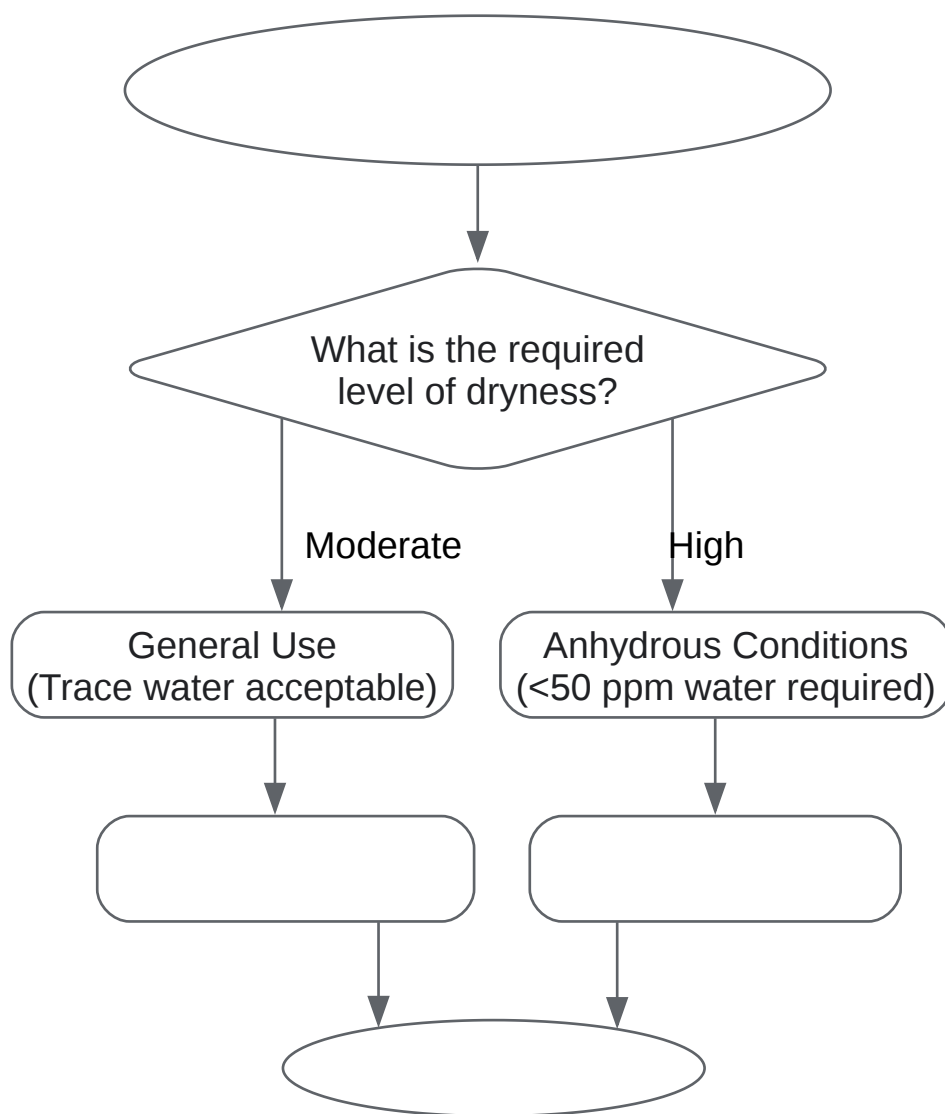 What is the required
level of dryness?
Moderate
High
General Use
(Trace water acceptable)
Anhydrous Conditions
(<50 ppm water required)